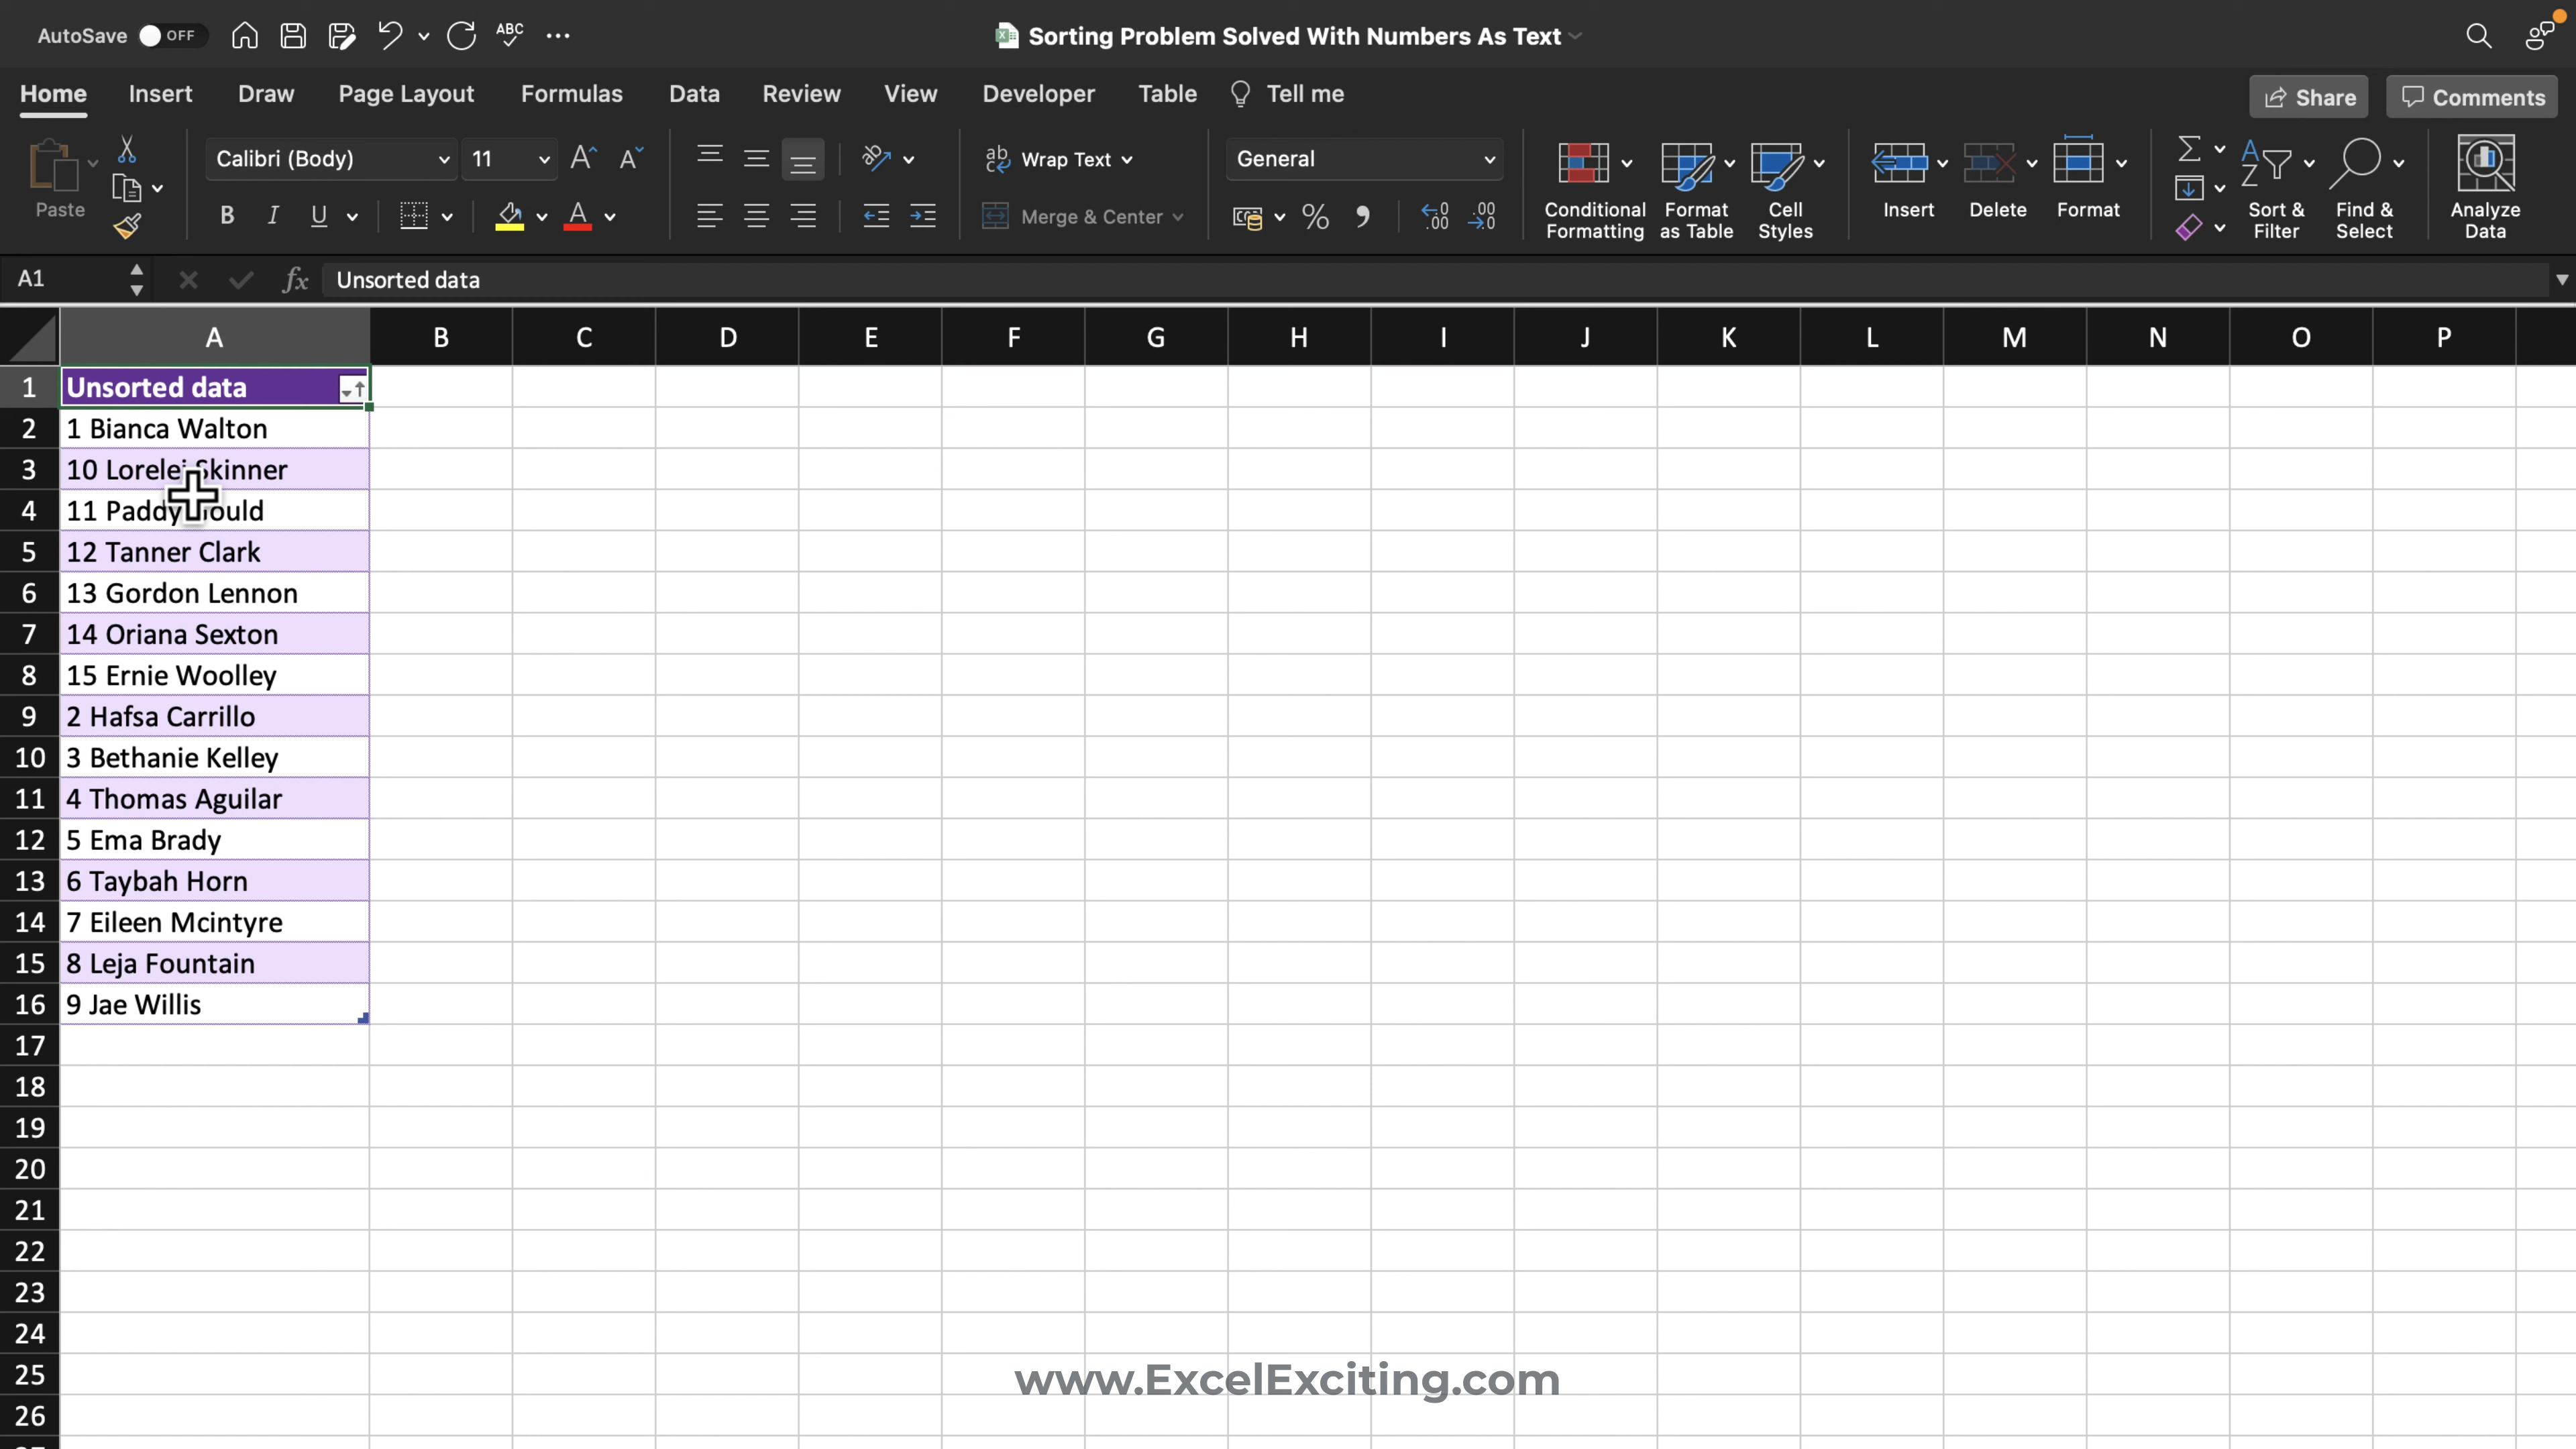 AutoSave OFF ABC Sorting Problem Solved With Numbers As Text
Home Insert Draw Page Layout Formulas Data Review View Developer Table Tell me Share Comments
Paste Calibri (Body) 11 A A Wrap Text General
B I U A Merge & Center % Conditional Formatting Format as Table Cell Styles Insert Delete Format Sort & Filter Find & Select Analyze Data
A1 fx Unsorted data
A B C D E F G H I J K L M N O P
1 Unsorted data
2 1 Bianca Walton
3 10 Lorelei Skinner
4 11 Paddy
5 12 Tanner Clark
6 13 Gordon Lennon
7 14 Oriana Sexton
8 15 Ernie Woolley
9 2 Hafsa Carrillo
10 3 Bethanie Kelley
11 4 Thomas Aguilar
12 5 Ema Brady
13 6 Taybah Horn
14 7 Eileen Mcintyre
15 8 Leja Fountain
16 9 Jae Willis
17
18
19
20
21
22
23
24
25
www.ExcelExciting.com
26